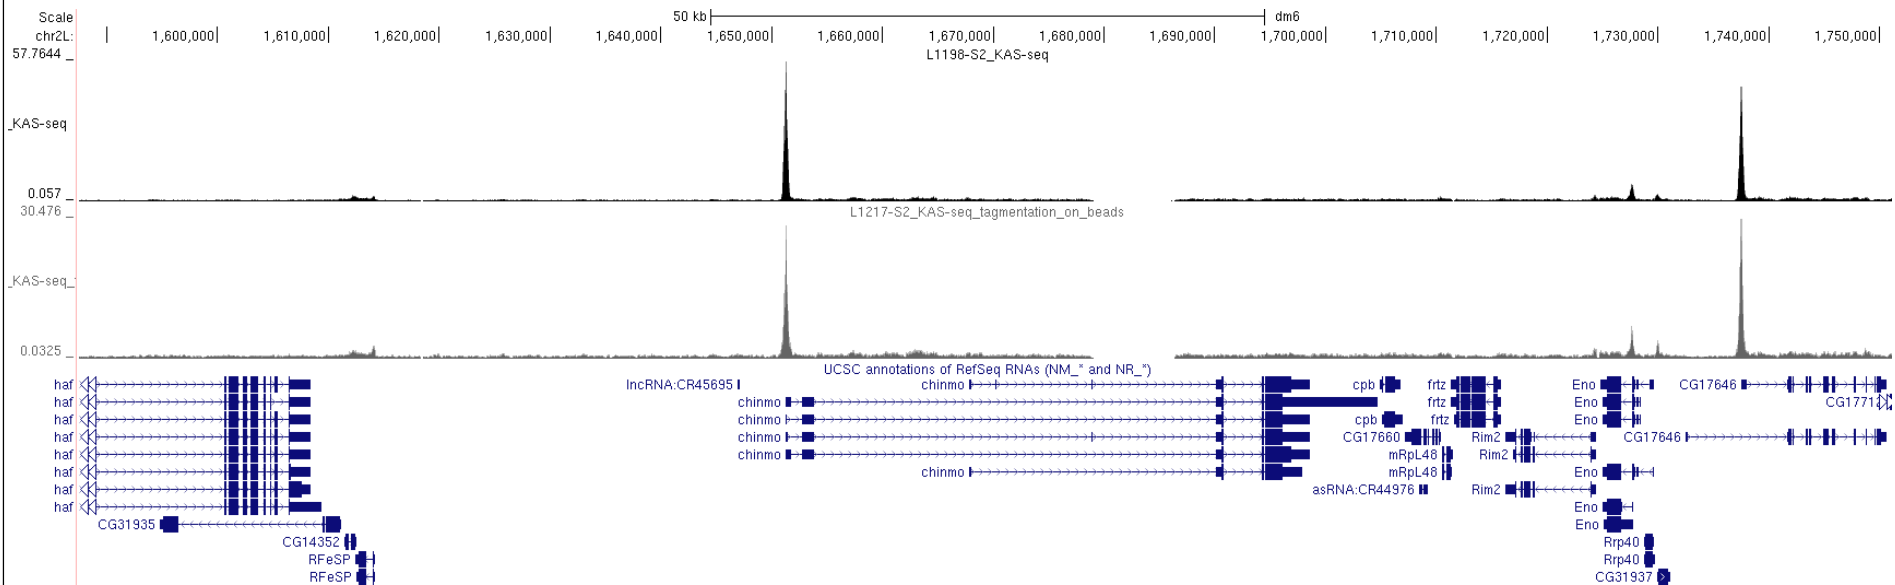 Scale 50 kb dm6
chr2L: 1,600,000 1,610,000 1,620,000 1,630,000 1,640,000 1,650,000 1,660,000 1,670,000 1,680,000 1,690,000 1,700,000 1,710,000 1,720,000 1,730,000 1,740,000 1,750,000
57.7644 _ L1198-S2_KAS-seq
_KAS-seq
0.057 _
30.476 _ L1217-S2_KAS-seq_tagmentation_on_beads
_KAS-seq_
0.0325 _
UCSC annotations of RefSeq RNAs (NM_* and NR_*)
haf lncRNA:CR45695 chinmo cpb frtz Eno CG17646
haf chinmo frtz Eno CG1771
haf chinmo cpb frtz Eno
haf chinmo CG17660 Rim2 CG17646
haf chinmo mRpL48 Rim2
haf chinmo mRpL48 Eno
haf asRNA:CR44976 Rim2
haf Eno
CG31935 Eno
CG14352 Rrp40
RFeSP Rrp40
RFeSP CG31937